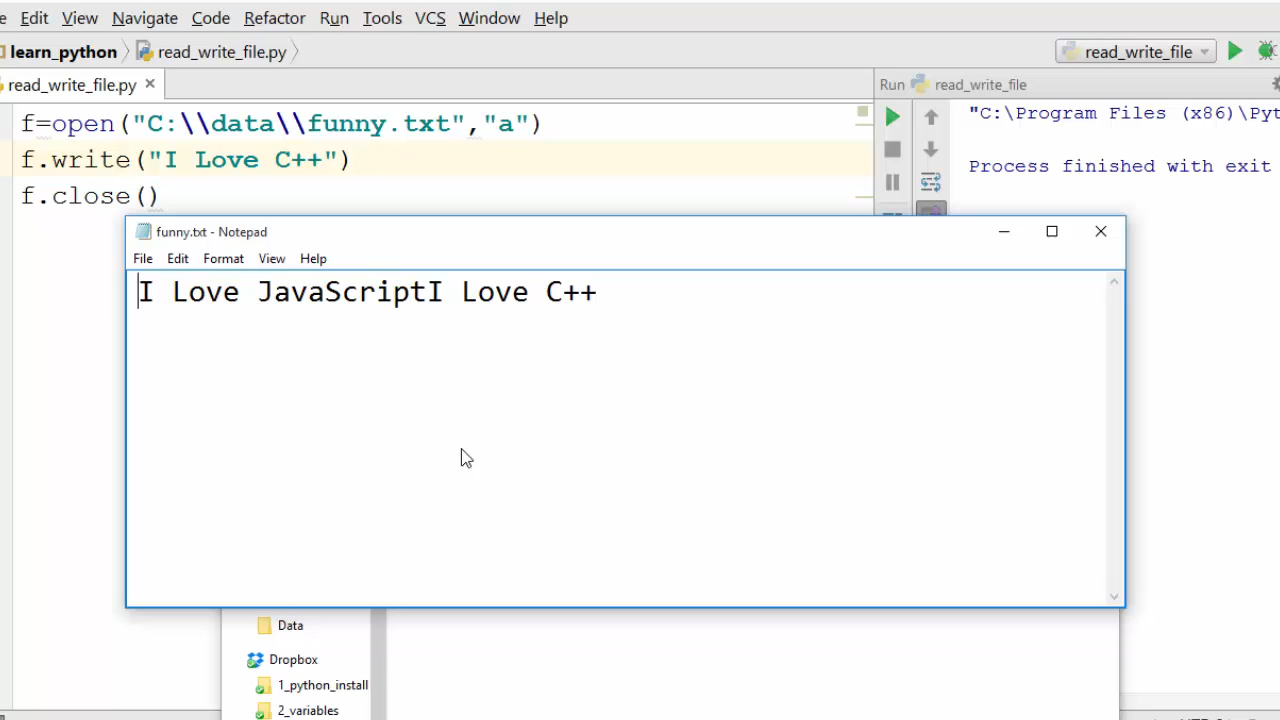 Edit View Navigate Code Refactor Run Tools VCS Window Help
learn_python read_write_file.py read_write_file
read_write_file.py Run read_write_file
f=open("C:\\data\\funny.txt","a")
f.write("I Love C++")
f.close()
"C:\Program Files (x86)\Pyt
Process finished with exit
funny.txt - Notepad
File Edit Format View Help
I Love JavaScriptI Love C++
Data
Dropbox
1_python_install
2_variables